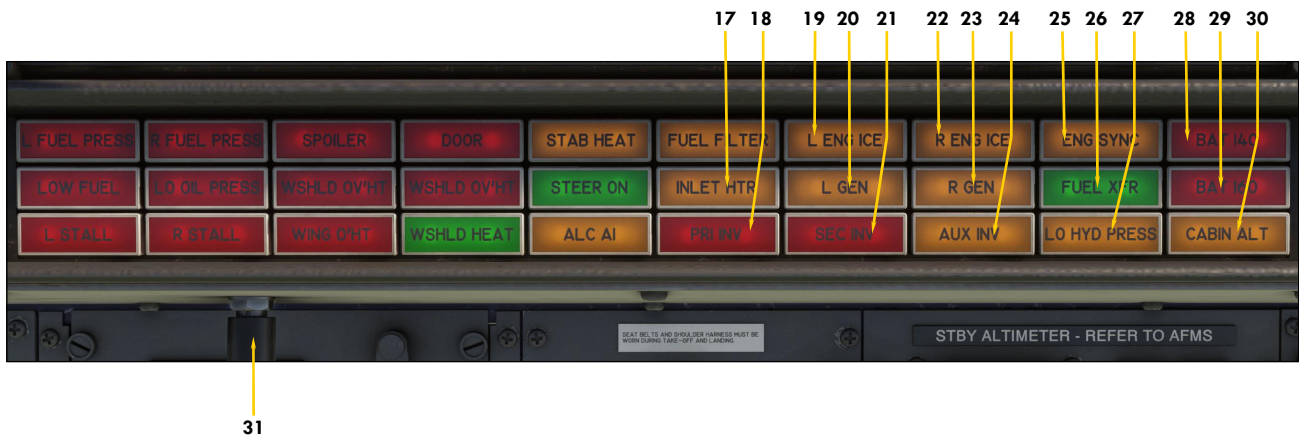 17 18 19 20 21 22 23 24 25 26 27 28 29 30
L FUEL PRESS R FUEL PRESS SPOILER DOOR STAB HEAT FUEL FILTER L ENG ICE R ENG ICE ENG SYNC BAT 140
LOW FUEL LO OIL PRESS WSHLD OV'HT WSHLD OV'HT STEER ON INLET HTR L GEN R GEN FUEL XFR BAT 160
L STALL R STALL WING O'HT WSHLD HEAT ALC AI PRI INV SEC INV AUX INV LO HYD PRESS CABIN ALT
SEAT BELTS AND SHOULDER HARNESS MUST BE
WORN DURING TAKE-OFF AND LANDING
STBY ALTIMETER - REFER TO AFMS
31